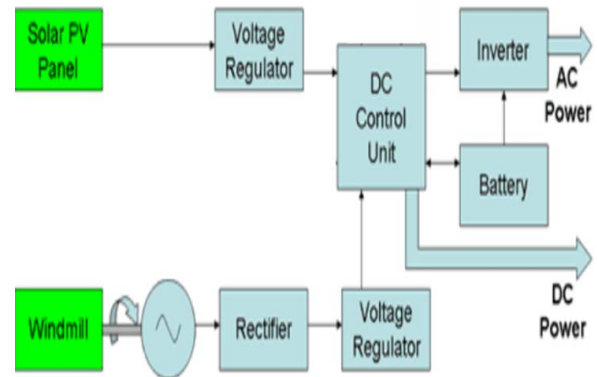 Solar PV
Panel
Voltage
Regulator
DC
Control
Unit
Inverter
AC
Power
Battery
DC
Power
Windmill
Rectifier
Voltage
Regulator